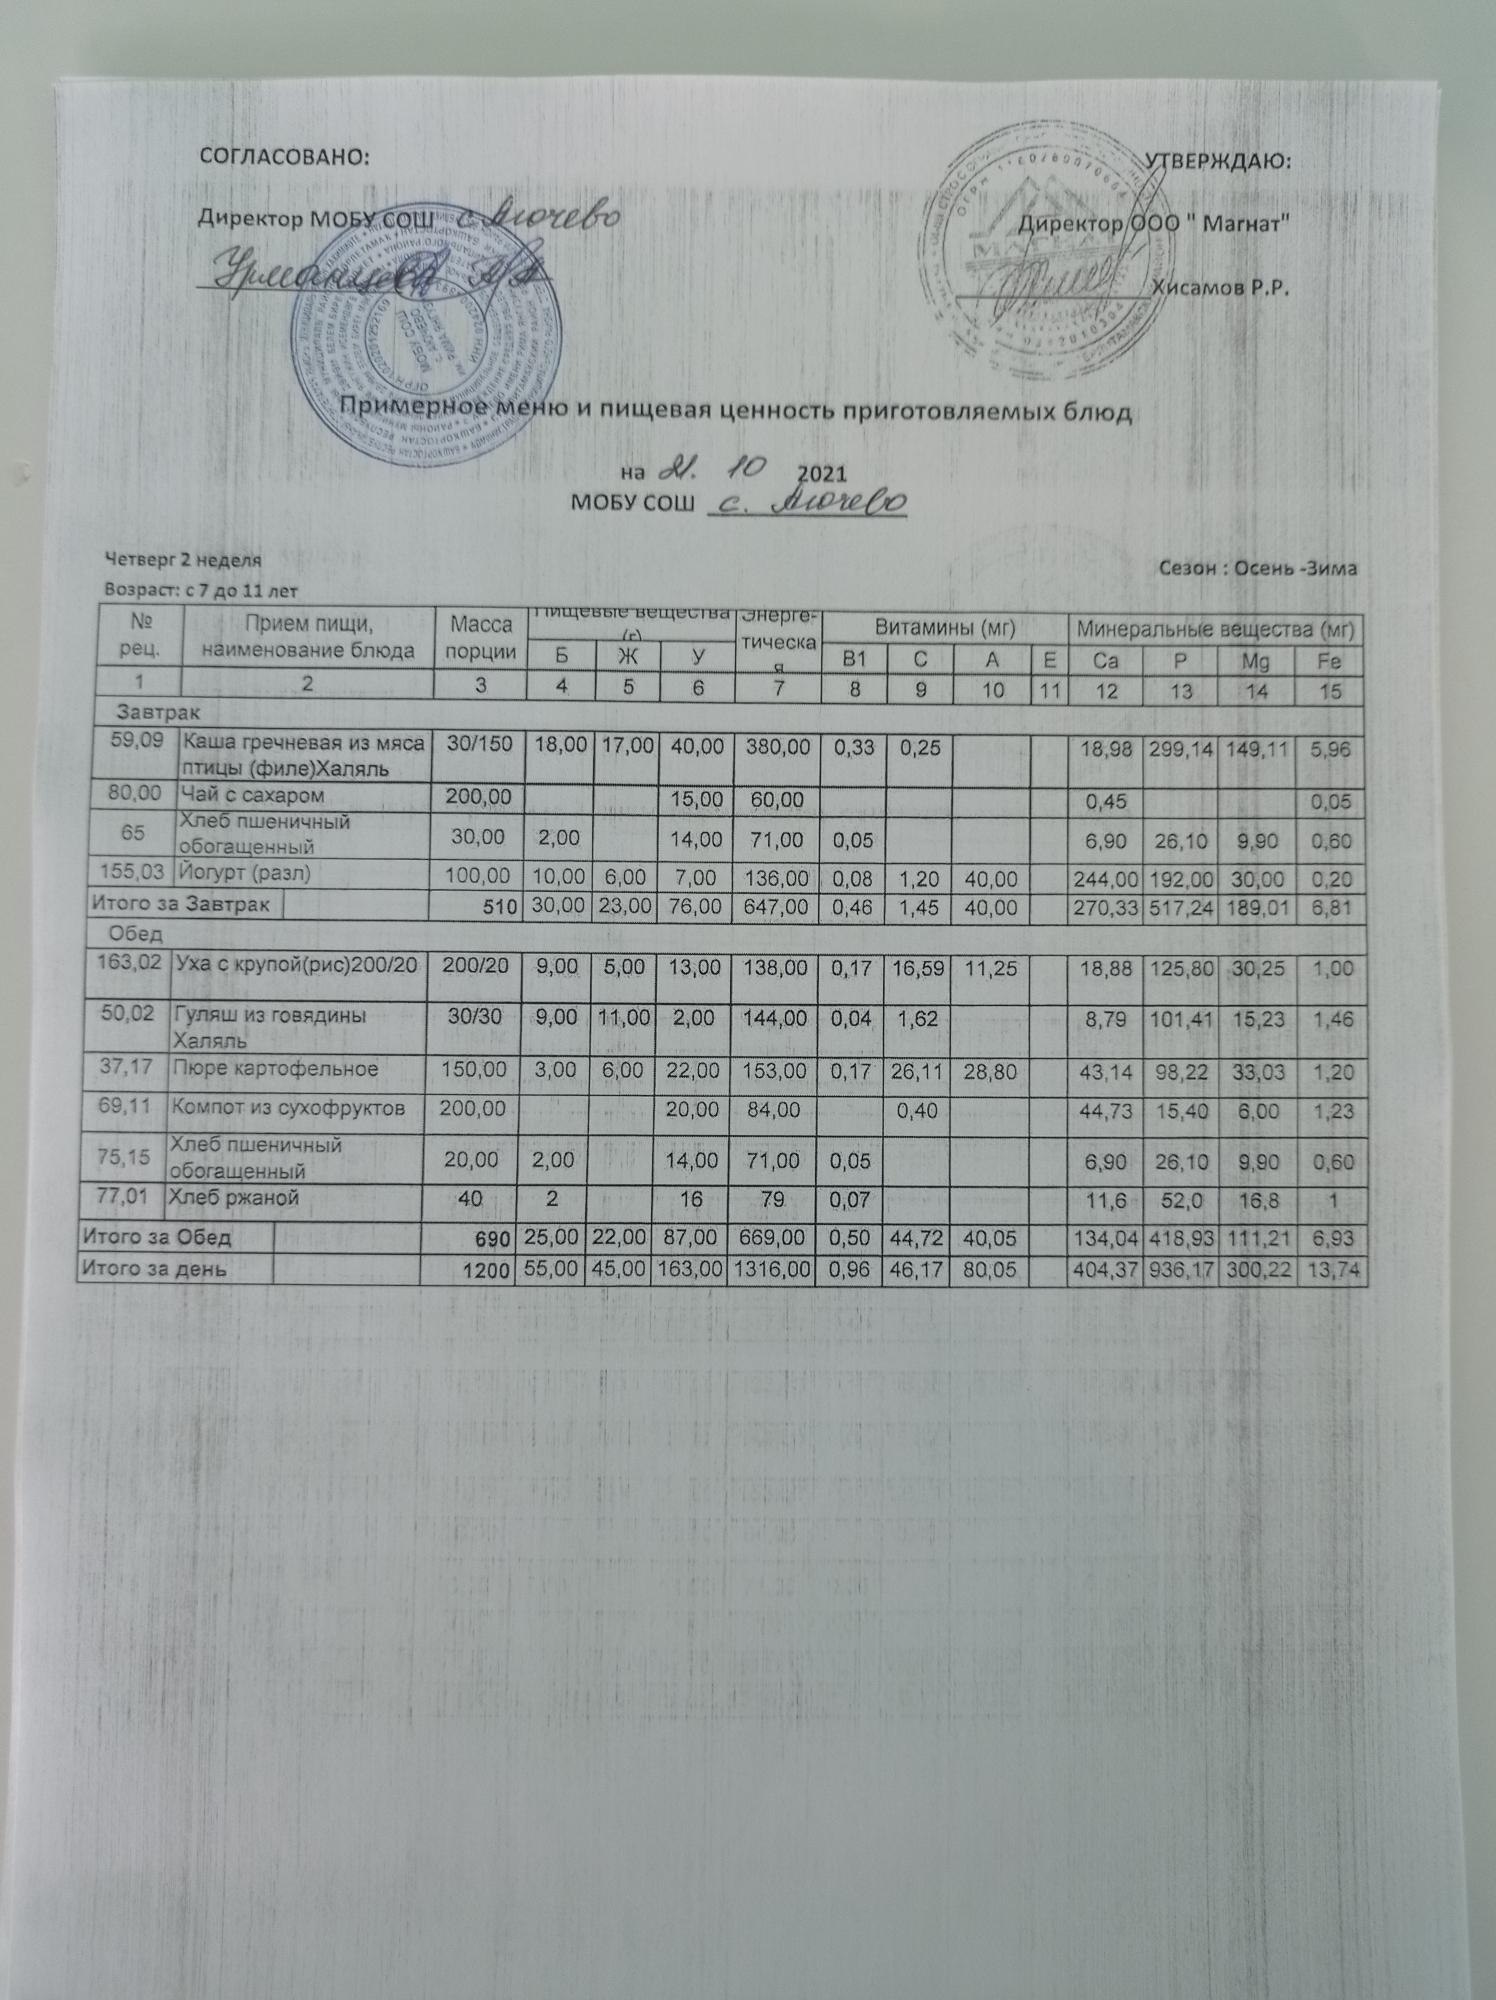 СОГЛАСОВАНО:
УТВЕРЖДАЮ:
Директор МОБУ СОШ с. Алочево
Директор ООО " Магнат"
Хисамов Р.Р.
Примерное меню и пищевая ценность приготовляемых блюд
на 21. 10 2021
МОБУ СОШ с. Алочево
Четверг 2 неделя
Сезон : Осень -Зима
Возраст: с 7 до 11 лет
№ рец. Прием пищи, наименование блюда Масса порции Пищевые вещества (г) Энерге-тическая Витамины (мг) Минеральные вещества (мг)
Б Ж У В1 С А Е Ca P Mg Fe
1 2 3 4 5 6 7 8 9 10 11 12 13 14 15
Завтрак
59,09 Каша гречневая из мяса 30/150 18,00 17,00 40,00 380,00 0,33 0,25 18,98 299,14 149,11 5,96
птицы (филе)Халяль
80,00 Чай с сахаром 200,00 15,00 60,00 0,45 0,05
65 Хлеб пшеничный обогащенный 30,00 2,00 14,00 71,00 0,05 6,90 26,10 9,90 0,60
155,03 Йогурт (разл) 100,00 10,00 6,00 7,00 136,00 0,08 1,20 40,00 244,00 192,00 30,00 0,20
Итого за Завтрак 510 30,00 23,00 76,00 647,00 0,46 1,45 40,00 270,33 517,24 189,01 6,81
Обед
163,02 Уха с крупой(рис)200/20 200/20 9,00 5,00 13,00 138,00 0,17 16,59 11,25 18,88 125,80 30,25 1,00
50,02 Гуляш из говядины 30/30 9,00 11,00 2,00 144,00 0,04 1,62 8,79 101,41 15,23 1,46
Халяль
37,17 Пюре картофельное 150,00 3,00 6,00 22,00 153,00 0,17 26,11 28,80 43,14 98,22 33,03 1,20
69,11 Компот из сухофруктов 200,00 20,00 84,00 0,40 44,73 15,40 6,00 1,23
75,15 Хлеб пшеничный обогащенный 20,00 2,00 14,00 71,00 0,05 6,90 26,10 9,90 0,60
77,01 Хлеб ржаной 40 2 16 79 0,07 11,6 52,0 16,8 1
Итого за Обед 690 25,00 22,00 87,00 669,00 0,50 44,72 40,05 134,04 418,93 111,21 6,93
Итого за день 1200 55,00 45,00 163,00 1316,00 0,96 46,17 80,05 404,37 936,17 300,22 13,74